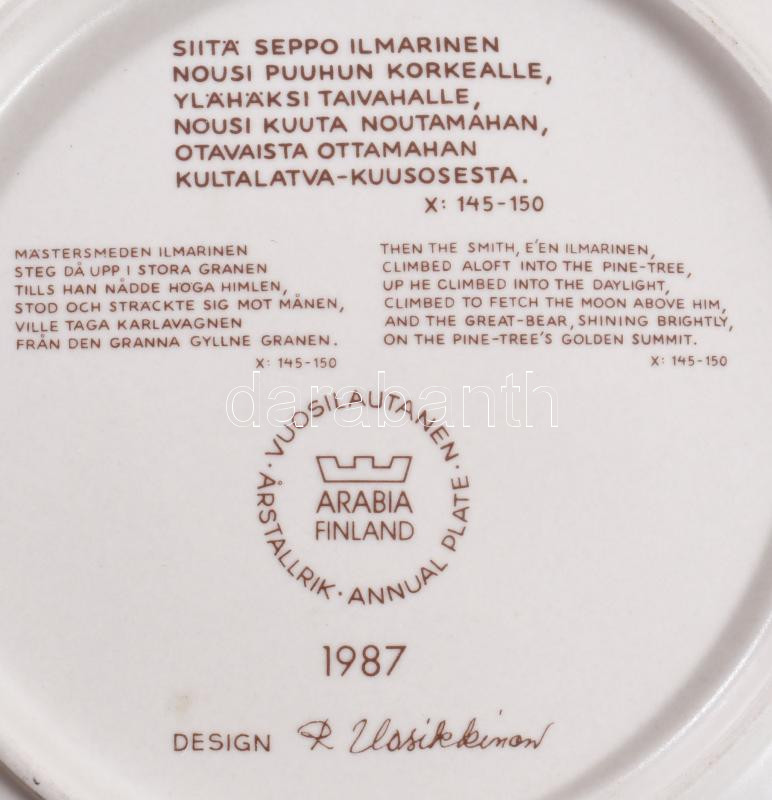 SIITÄ SEPPO ILMARINEN
NOUSI PUUHUN KORKEALLE,
YLÄHÄKSI TAIVAHALLE,
NOUSI KUUTA NOUTAMAHAN,
OTAVAISTA OTTAMAHAN
KULTALATVA-KUUSOSESTA.
X: 145-150
MÄSTERSMEDEN ILMARINEN
STEG DÅ UPP I STORA GRANEN
TILLS HAN NÅDDE HÖGA HIMLEN,
STOD OCH STRÄCKTE SIG MOT MÅNEN,
VILLE TAGA KARLAVAGNEN
FRÅN DEN GRANNA GYLLNE GRANEN.
X: 145-150
THEN THE SMITH, E'EN ILMARINEN,
CLIMBED ALOFT INTO THE PINE-TREE,
UP HE CLIMBED INTO THE DAYLIGHT,
CLIMBED TO FETCH THE MOON ABOVE HIM,
AND THE GREAT-BEAR, SHINING BRIGHTLY,
ON THE PINE-TREE'S GOLDEN SUMMIT.
X: 145-150
darabanth
· VUOSILAUTANEN ·
ARABIA
FINLAND
ÅRSTALLRIK · ANNUAL PLATE
1987
DESIGN R Uosikkinen